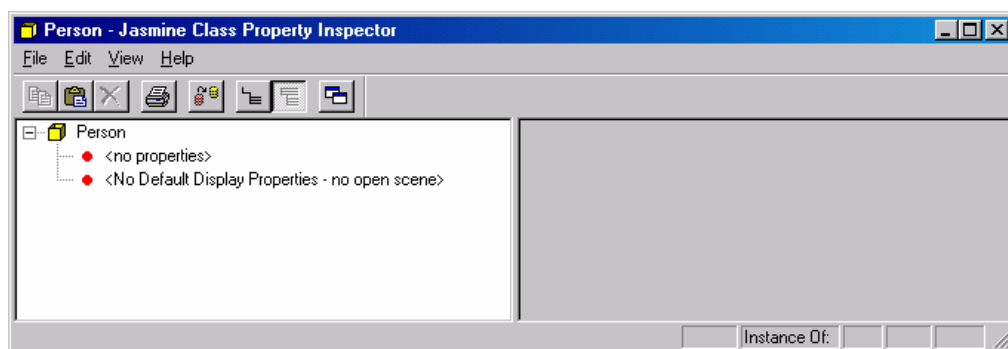 Person - Jasmine Class Property Inspector
File Edit View Help
Person
<no properties>
<No Default Display Properties - no open scene>
Instance Of: